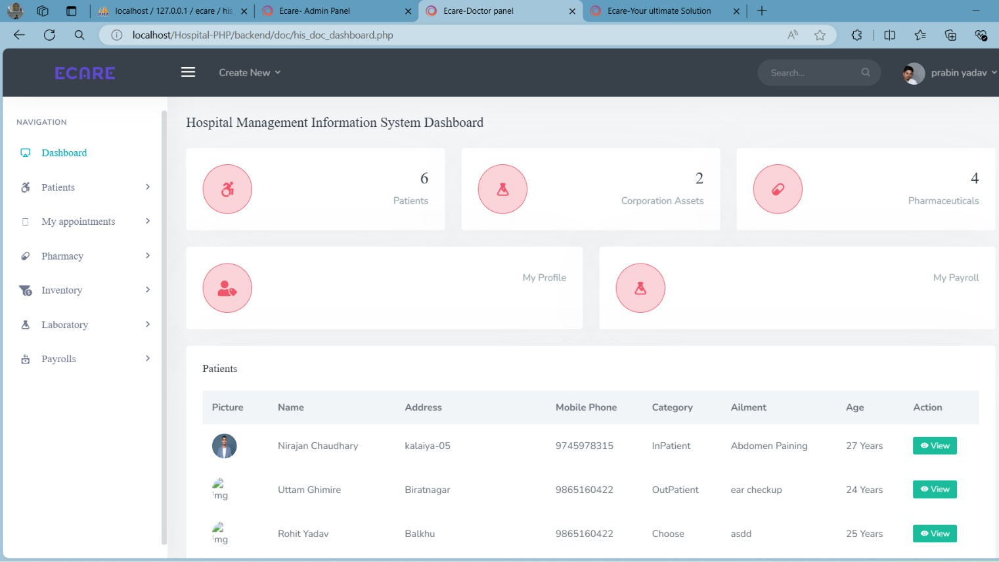 localhost / 127.0.0.1 / ecare / his_
Ecare- Admin Panel
Ecare-Doctor panel
Ecare-Your ultimate Solution
localhost/Hospital-PHP/backend/doc/his_doc_dashboard.php
ECARE
Create New
Search...
prabin yadav
NAVIGATION
Dashboard
Patients
My appointments
Pharmacy
Inventory
Laboratory
Payrolls
Hospital Management Information System Dashboard
6
Patients
2
Corporation Assets
4
Pharmaceuticals
My Profile
My Payroll
Patients
Picture Name Address Mobile Phone Category Ailment Age Action
Nirajan Chaudhary kalaiya-05 9745978315 InPatient Abdomen Paining 27 Years View
img Uttam Ghimire Biratnagar 9865160422 OutPatient ear checkup 24 Years View
img Rohit Yadav Balkhu 9865160422 Choose asdd 25 Years View